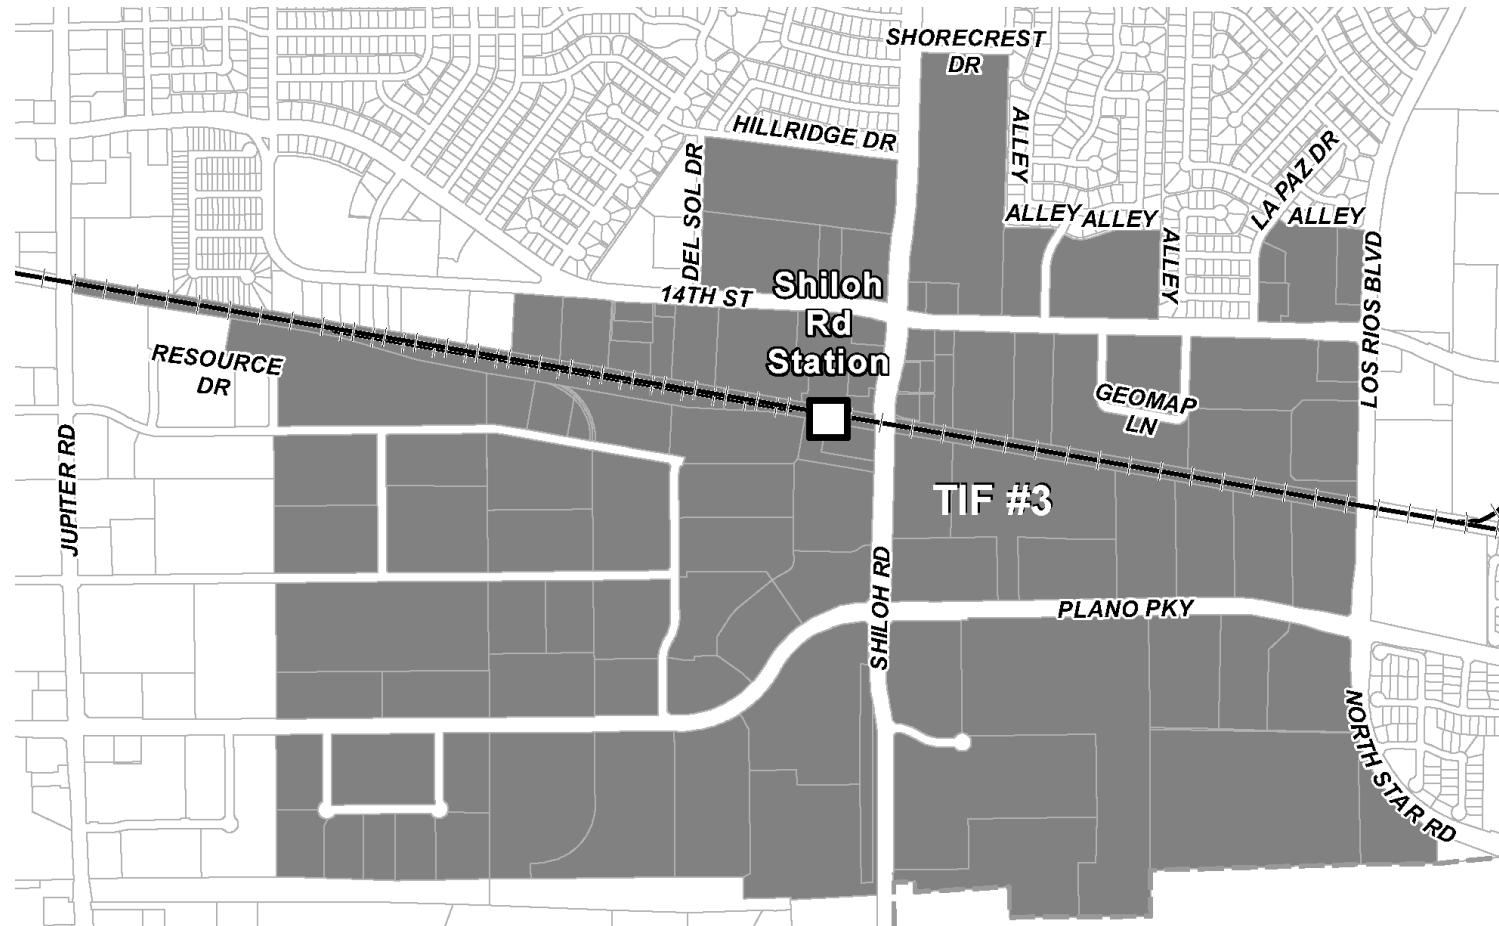 SHORECREST
DR
HILLRIDGE DR
ALLEY
DEL SOL DR
LA PAZ DR
ALLEY
ALLEY
ALLEY
ALLEY
LOS RIOS BLVD
14TH ST
Shiloh
Rd
Station
RESOURCE
DR
GEOMAP
LN
JUPITER RD
TIF #3
SHILOH RD
PLANO PKY
NORTH STAR RD